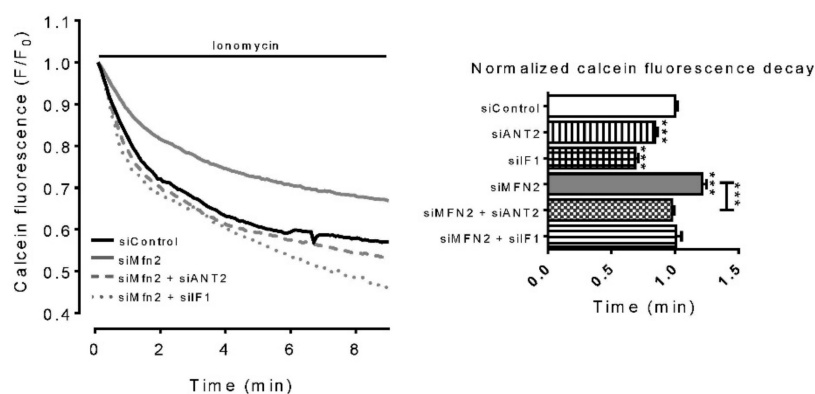 Ionomycin
Calcein fluorescence (F/F0)
1.1
1.0
0.9
0.8
0.7
0.6
0.5
0.4
siControl
siMfn2
siMfn2 + siANT2
siMfn2 + siIF1
0 2 4 6 8
Time (min)
Normalized calcein fluorescence decay
siControl
siANT2 ***
siIF1 ***
siMFN2 *** ***
siMFN2 + siANT2
siMFN2 + siIF1
0.0 0.5 1.0 1.5
Time (min)